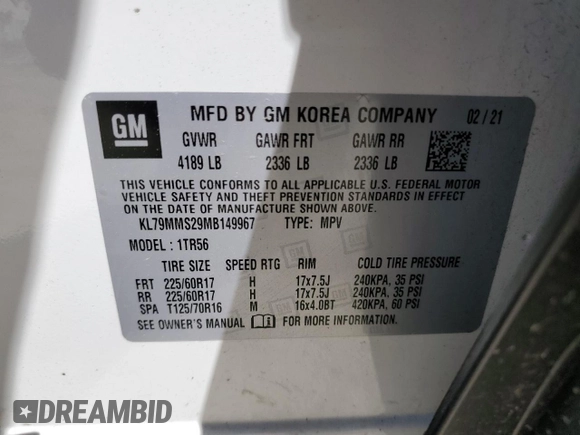 GM
MFD BY GM KOREA COMPANY 02/21
GVWR GAWR FRT GAWR RR
4189 LB 2336 LB 2336 LB
THIS VEHICLE CONFORMS TO ALL APPLICABLE U.S. FEDERAL MOTOR
VEHICLE SAFETY AND THEFT PREVENTION STANDARDS IN EFFECT
ON THE DATE OF MANUFACTURE SHOWN ABOVE.
KL79MMS29MB149967 TYPE: MPV
MODEL : 1TR56
TIRE SIZE SPEED RTG RIM COLD TIRE PRESSURE
FRT 225/60R17 H 17x7.5J 240KPA, 35 PSI
RR 225/60R17 H 17x7.5J 240KPA, 35 PSI
SPA T125/70R16 M 16x4.0BT 420KPA, 60 PSI
SEE OWNER'S MANUAL FOR MORE INFORMATION.
DREAMBID